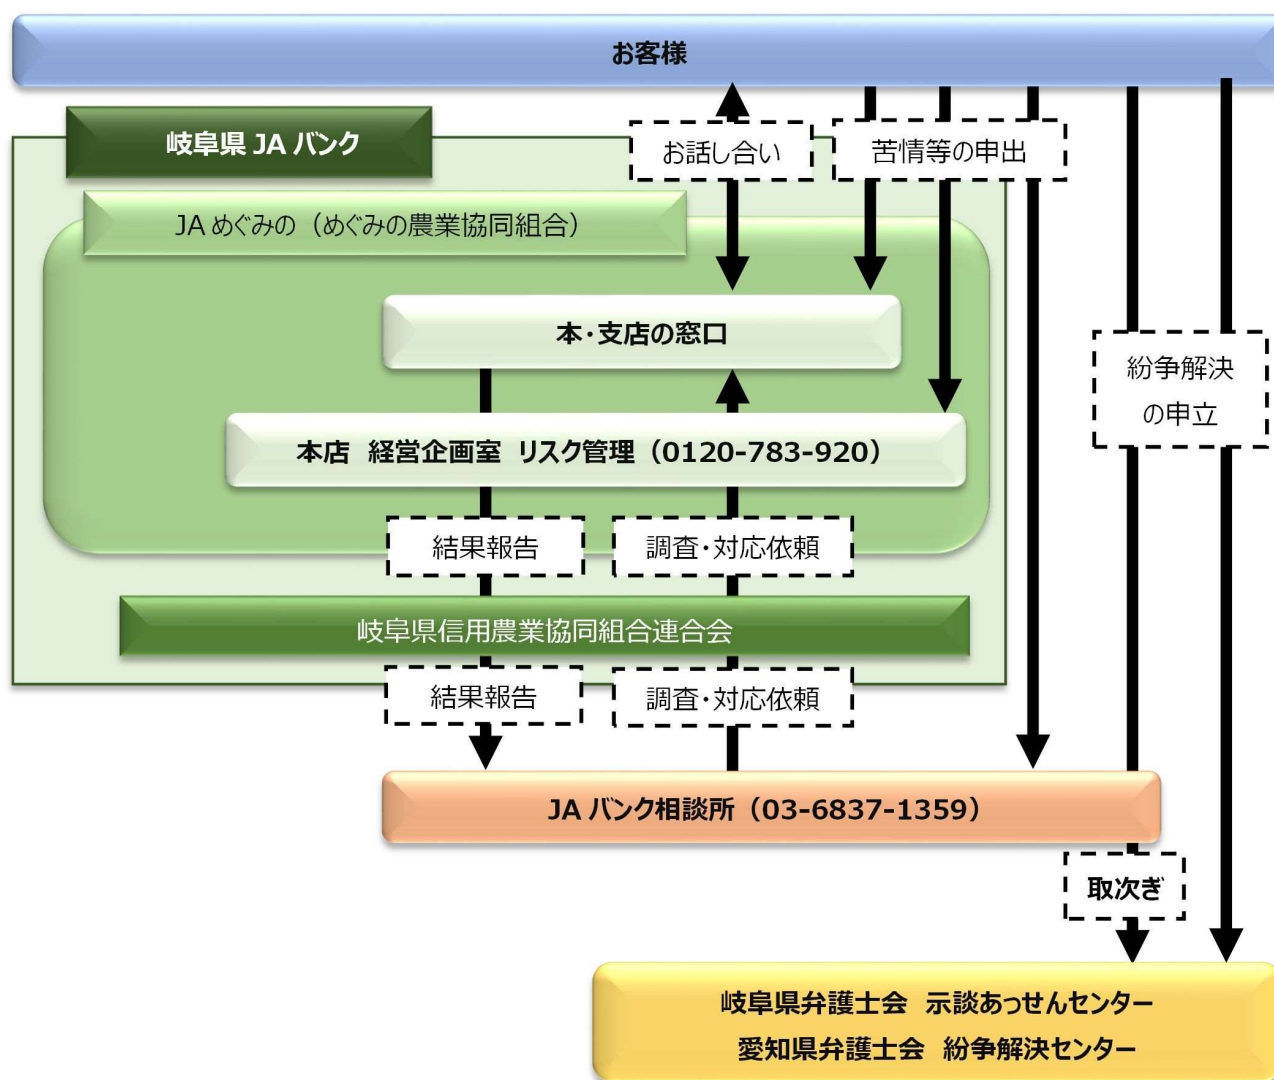 お客様
岐阜県 JA バンク
お話し合い
苦情等の申出
JA めぐみの（めぐみの農業協同組合）
本・支店の窓口
紛争解決
の申立
本店　経営企画室　リスク管理（0120-783-920）
結果報告
調査・対応依頼
岐阜県信用農業協同組合連合会
結果報告
調査・対応依頼
JA バンク相談所（03-6837-1359）
取次ぎ
岐阜県弁護士会　示談あっせんセンター
愛知県弁護士会　紛争解決センター